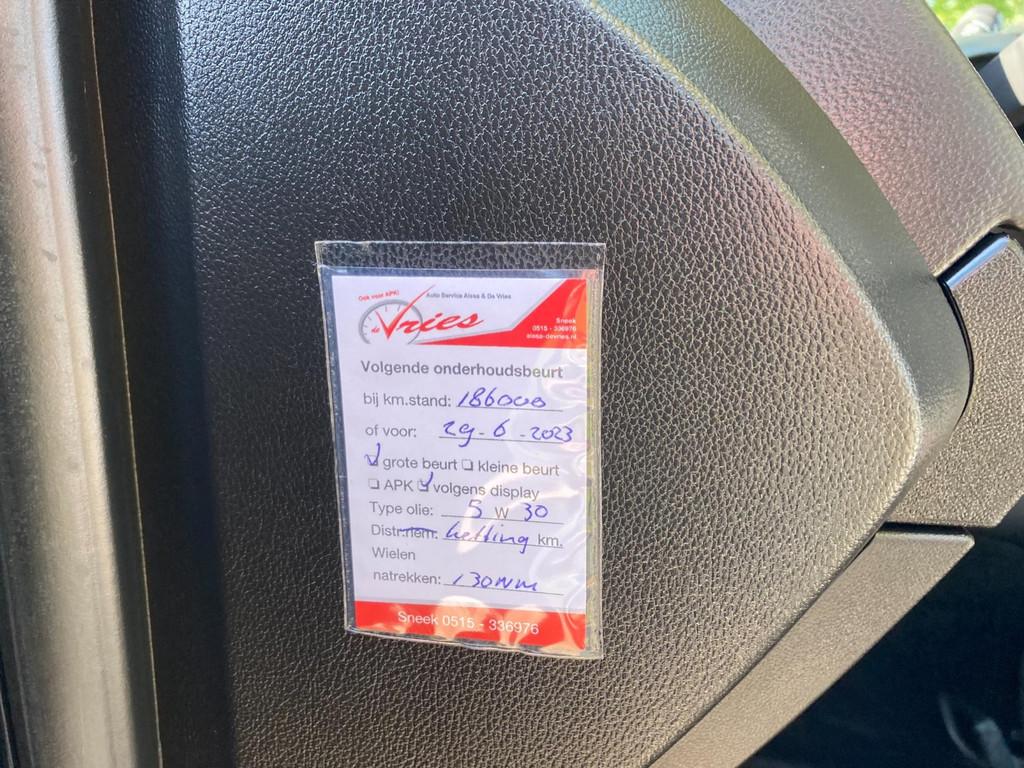 Ook voor APK!
Auto Service Aissa & De Vries
de Vries
Sneek
0515 - 336976
aissa-devries.nl
Volgende onderhoudsbeurt
bij km.stand: 186000
of voor: 29-6-2023
grote beurt kleine beurt
APK volgens display
Type olie: 5 W 30
Distr.riem: ketting km.
Wielen
natrekken: 130NM
Sneek 0515 - 336976